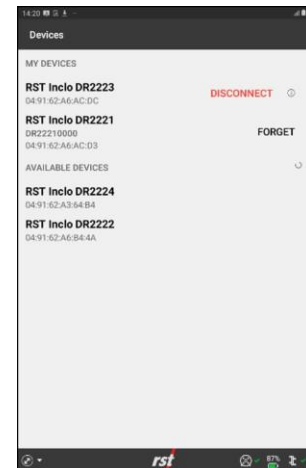 14:20
Devices
MY DEVICES
RST Inclo DR2223
04:91:62:A6:AC:DC
DISCONNECT
RST Inclo DR2221
DR22210000
04:91:62:A6:AC:D3
FORGET
AVAILABLE DEVICES
RST Inclo DR2224
04:91:62:A3:64:B4
RST Inclo DR2222
04:91:62:A6:B4:4A
rst
87%